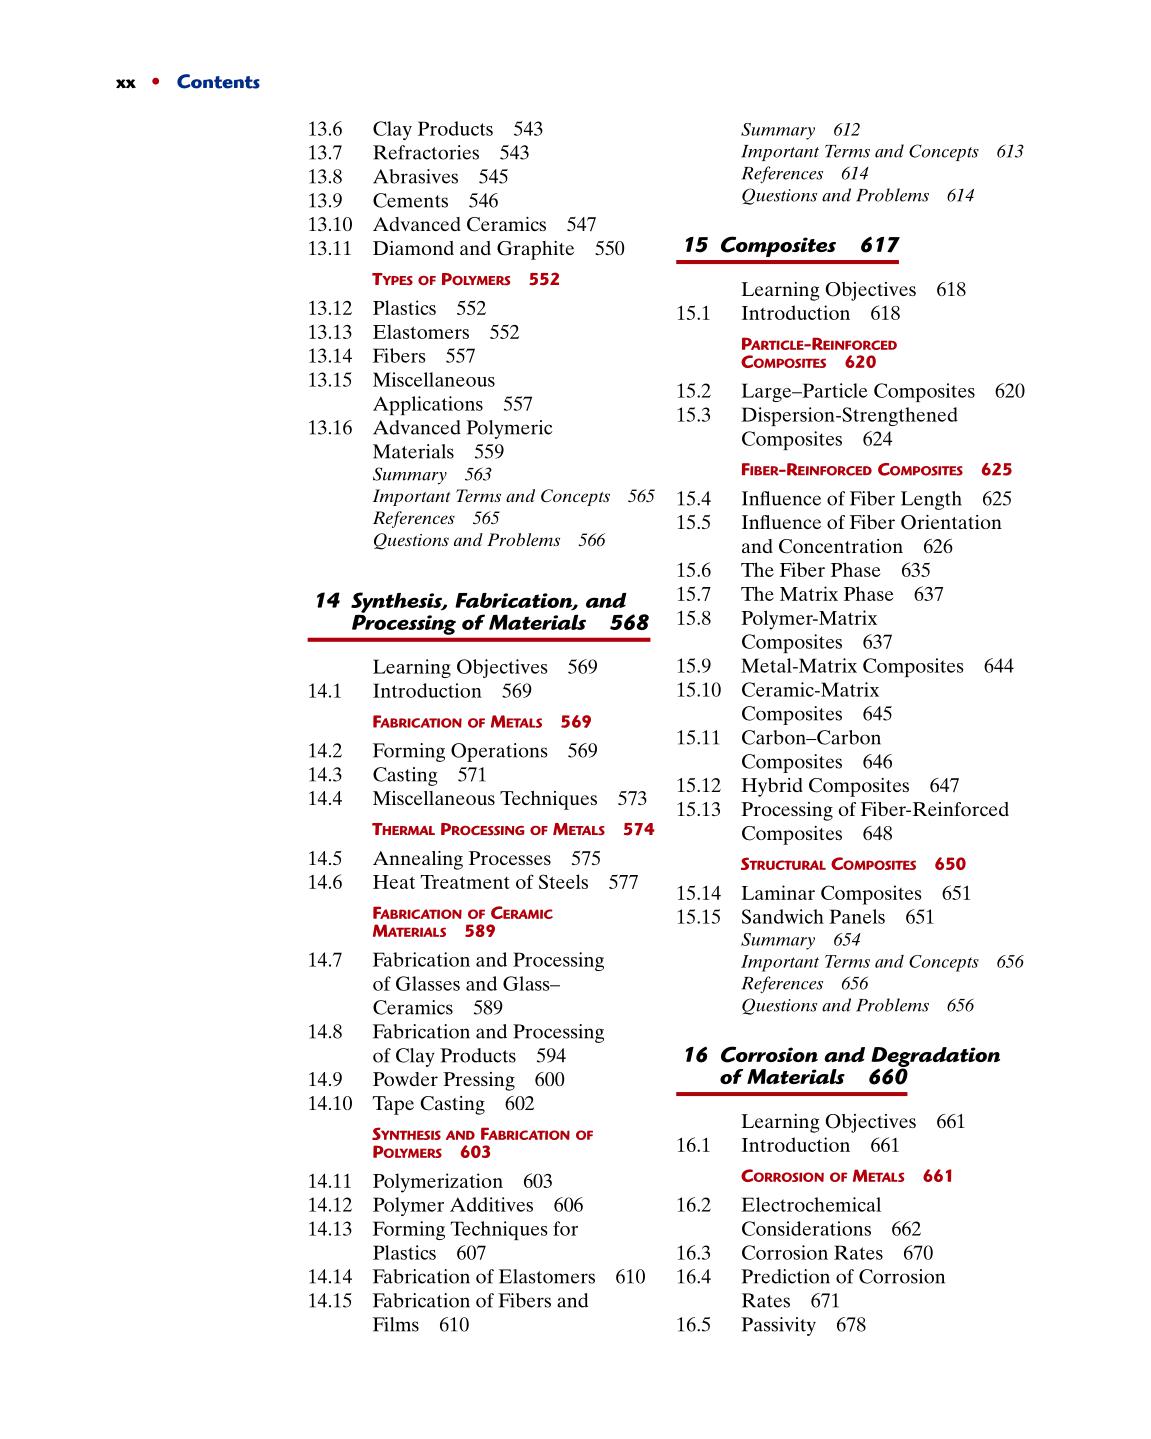 xx • Contents
13.6 Clay Products 543
13.7 Refractories 543
13.8 Abrasives 545
13.9 Cements 546
13.10 Advanced Ceramics 547
13.11 Diamond and Graphite 550
TYPES OF POLYMERS 552
13.12 Plastics 552
13.13 Elastomers 552
13.14 Fibers 557
13.15 Miscellaneous
Applications 557
13.16 Advanced Polymeric
Materials 559
Summary 563
Important Terms and Concepts 565
References 565
Questions and Problems 566
14 Synthesis, Fabrication, and
Processing of Materials 568
Learning Objectives 569
14.1 Introduction 569
FABRICATION OF METALS 569
14.2 Forming Operations 569
14.3 Casting 571
14.4 Miscellaneous Techniques 573
THERMAL PROCESSING OF METALS 574
14.5 Annealing Processes 575
14.6 Heat Treatment of Steels 577
FABRICATION OF CERAMIC
MATERIALS 589
14.7 Fabrication and Processing
of Glasses and Glass–
Ceramics 589
14.8 Fabrication and Processing
of Clay Products 594
14.9 Powder Pressing 600
14.10 Tape Casting 602
SYNTHESIS AND FABRICATION OF
POLYMERS 603
14.11 Polymerization 603
14.12 Polymer Additives 606
14.13 Forming Techniques for
Plastics 607
14.14 Fabrication of Elastomers 610
14.15 Fabrication of Fibers and
Films 610
Summary 612
Important Terms and Concepts 613
References 614
Questions and Problems 614
15 Composites 617
Learning Objectives 618
15.1 Introduction 618
PARTICLE-REINFORCED
COMPOSITES 620
15.2 Large–Particle Composites 620
15.3 Dispersion-Strengthened
Composites 624
FIBER-REINFORCED COMPOSITES 625
15.4 Influence of Fiber Length 625
15.5 Influence of Fiber Orientation
and Concentration 626
15.6 The Fiber Phase 635
15.7 The Matrix Phase 637
15.8 Polymer-Matrix
Composites 637
15.9 Metal-Matrix Composites 644
15.10 Ceramic-Matrix
Composites 645
15.11 Carbon–Carbon
Composites 646
15.12 Hybrid Composites 647
15.13 Processing of Fiber-Reinforced
Composites 648
STRUCTURAL COMPOSITES 650
15.14 Laminar Composites 651
15.15 Sandwich Panels 651
Summary 654
Important Terms and Concepts 656
References 656
Questions and Problems 656
16 Corrosion and Degradation
of Materials 660
Learning Objectives 661
16.1 Introduction 661
CORROSION OF METALS 661
16.2 Electrochemical
Considerations 662
16.3 Corrosion Rates 670
16.4 Prediction of Corrosion
Rates 671
16.5 Passivity 678